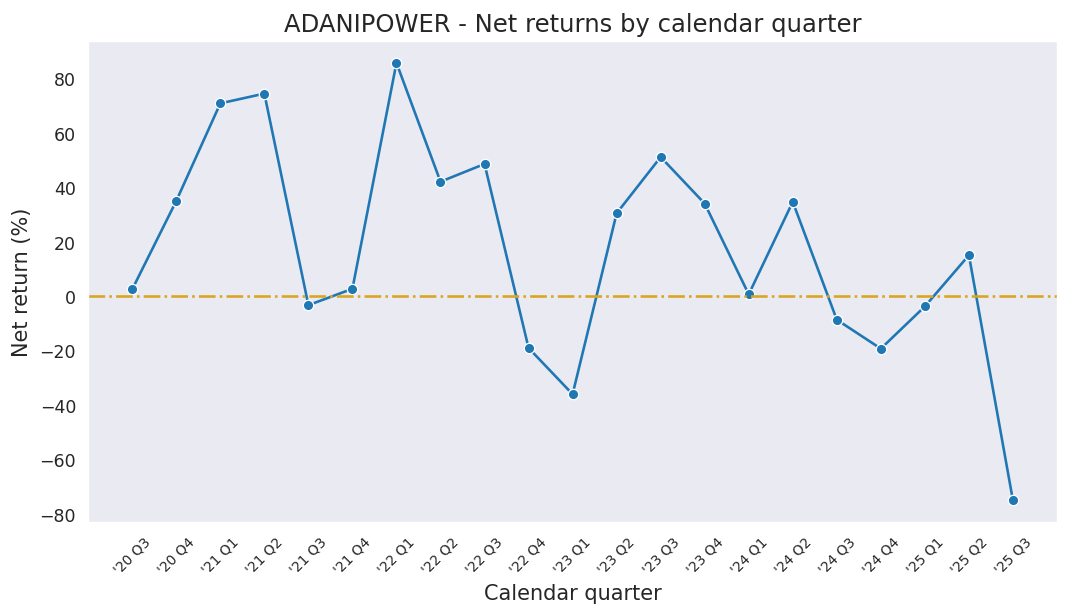 ADANIPOWER - Net returns by calendar quarter
Net return (%)
80
60
40
20
0
−20
−40
−60
−80
'20 Q3
'20 Q4
'21 Q1
'21 Q2
'21 Q3
'21 Q4
'22 Q1
'22 Q2
'22 Q3
'22 Q4
'23 Q1
'23 Q2
'23 Q3
'23 Q4
'24 Q1
'24 Q2
'24 Q3
'24 Q4
'25 Q1
'25 Q2
'25 Q3
Calendar quarter